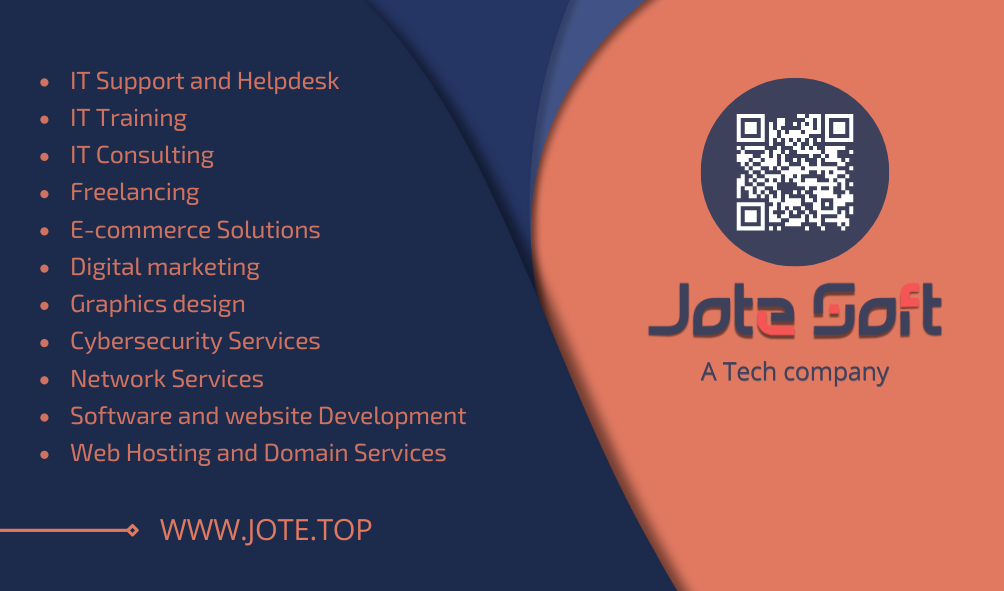 IT Support and Helpdesk
IT Training
IT Consulting
Freelancing
E-commerce Solutions
Digital marketing
Graphics design
Cybersecurity Services
Network Services
Software and website Development
Web Hosting and Domain Services
WWW.JOTE.TOP
Jote Soft
A Tech company